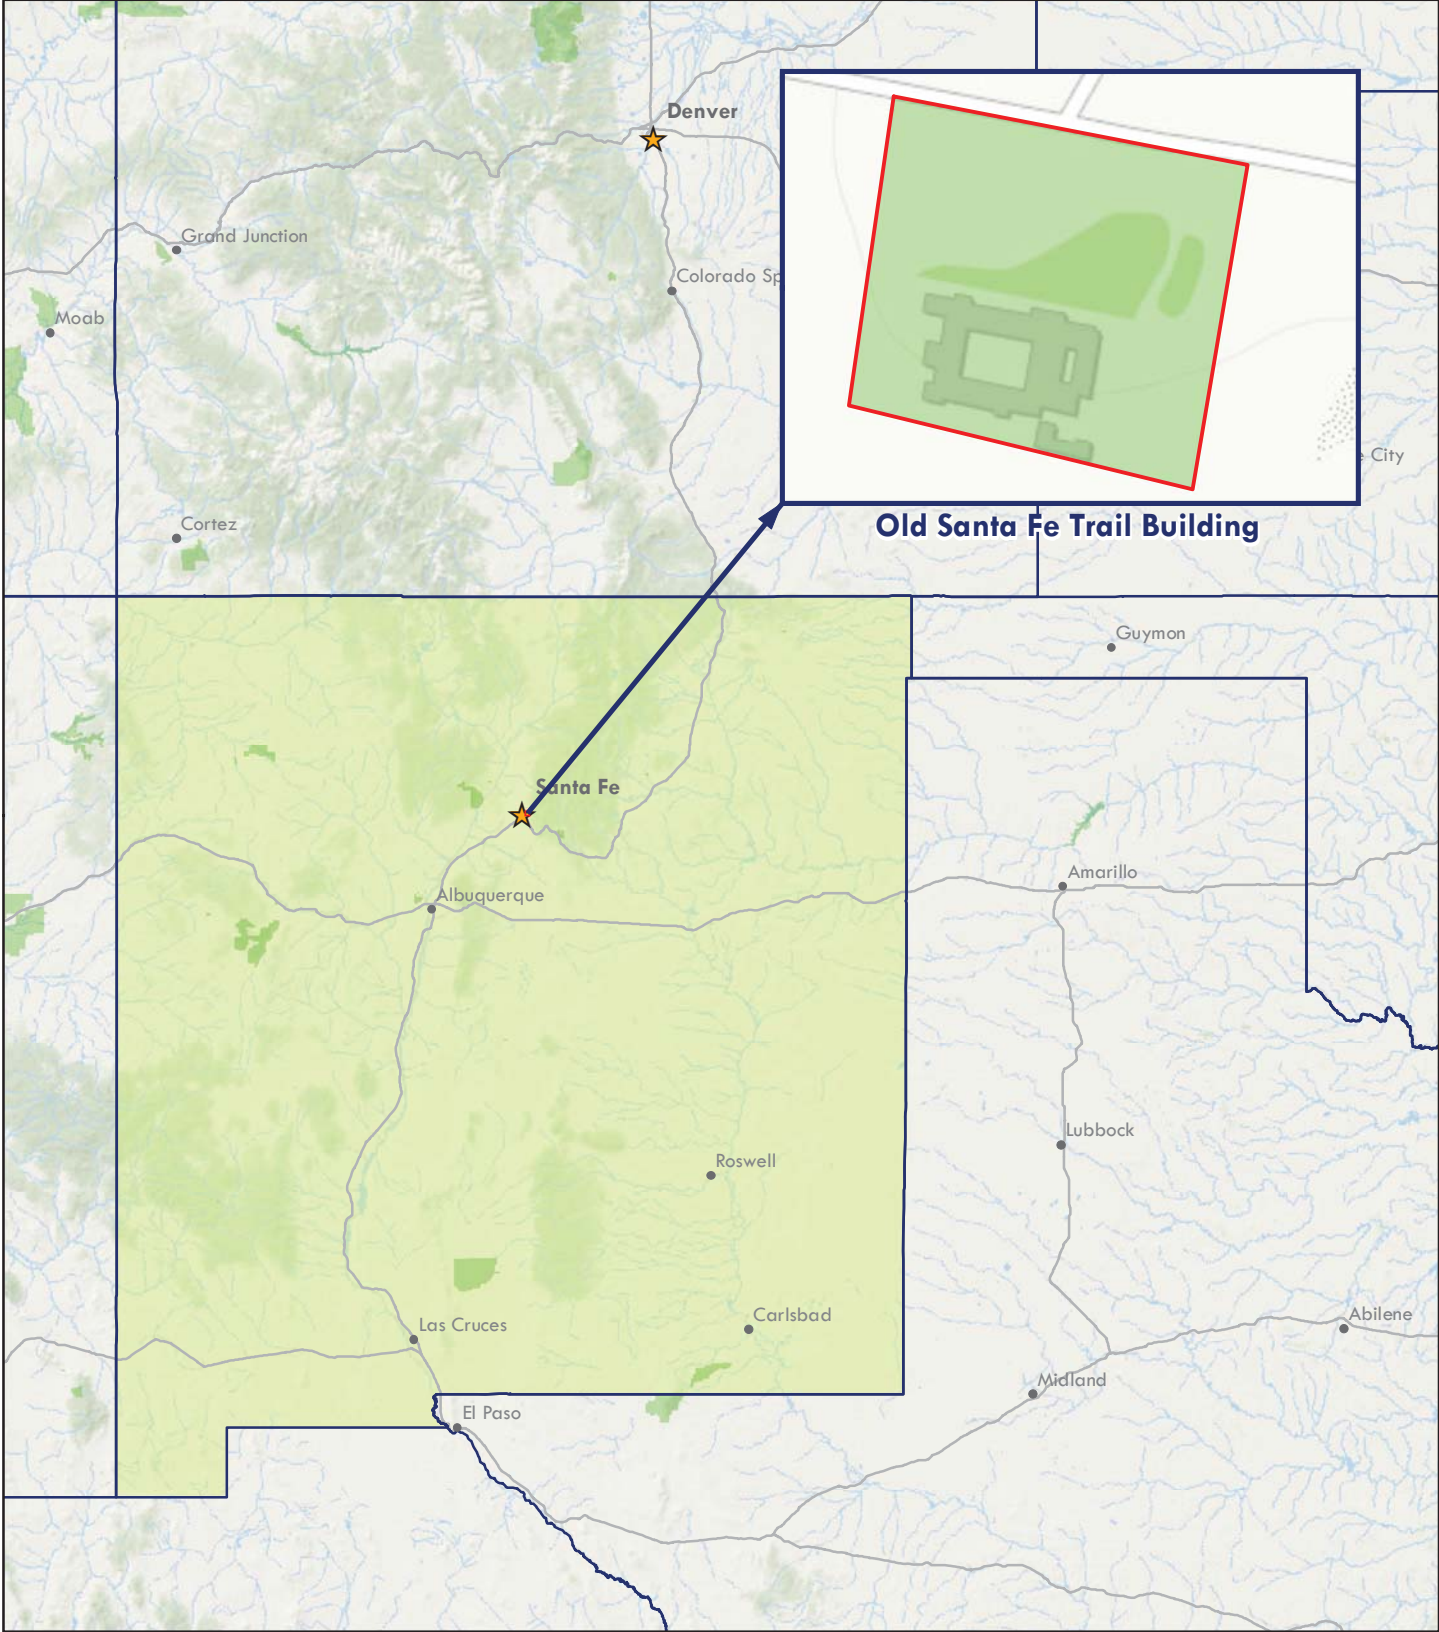 Denver
Grand Junction
Colorado Sp
Moab
City
Cortez
Old Santa Fe Trail Building
Guymon
Santa Fe
Amarillo
Albuquerque
Lubbock
Roswell
Carlsbad
Abilene
Las Cruces
Midland
El Paso